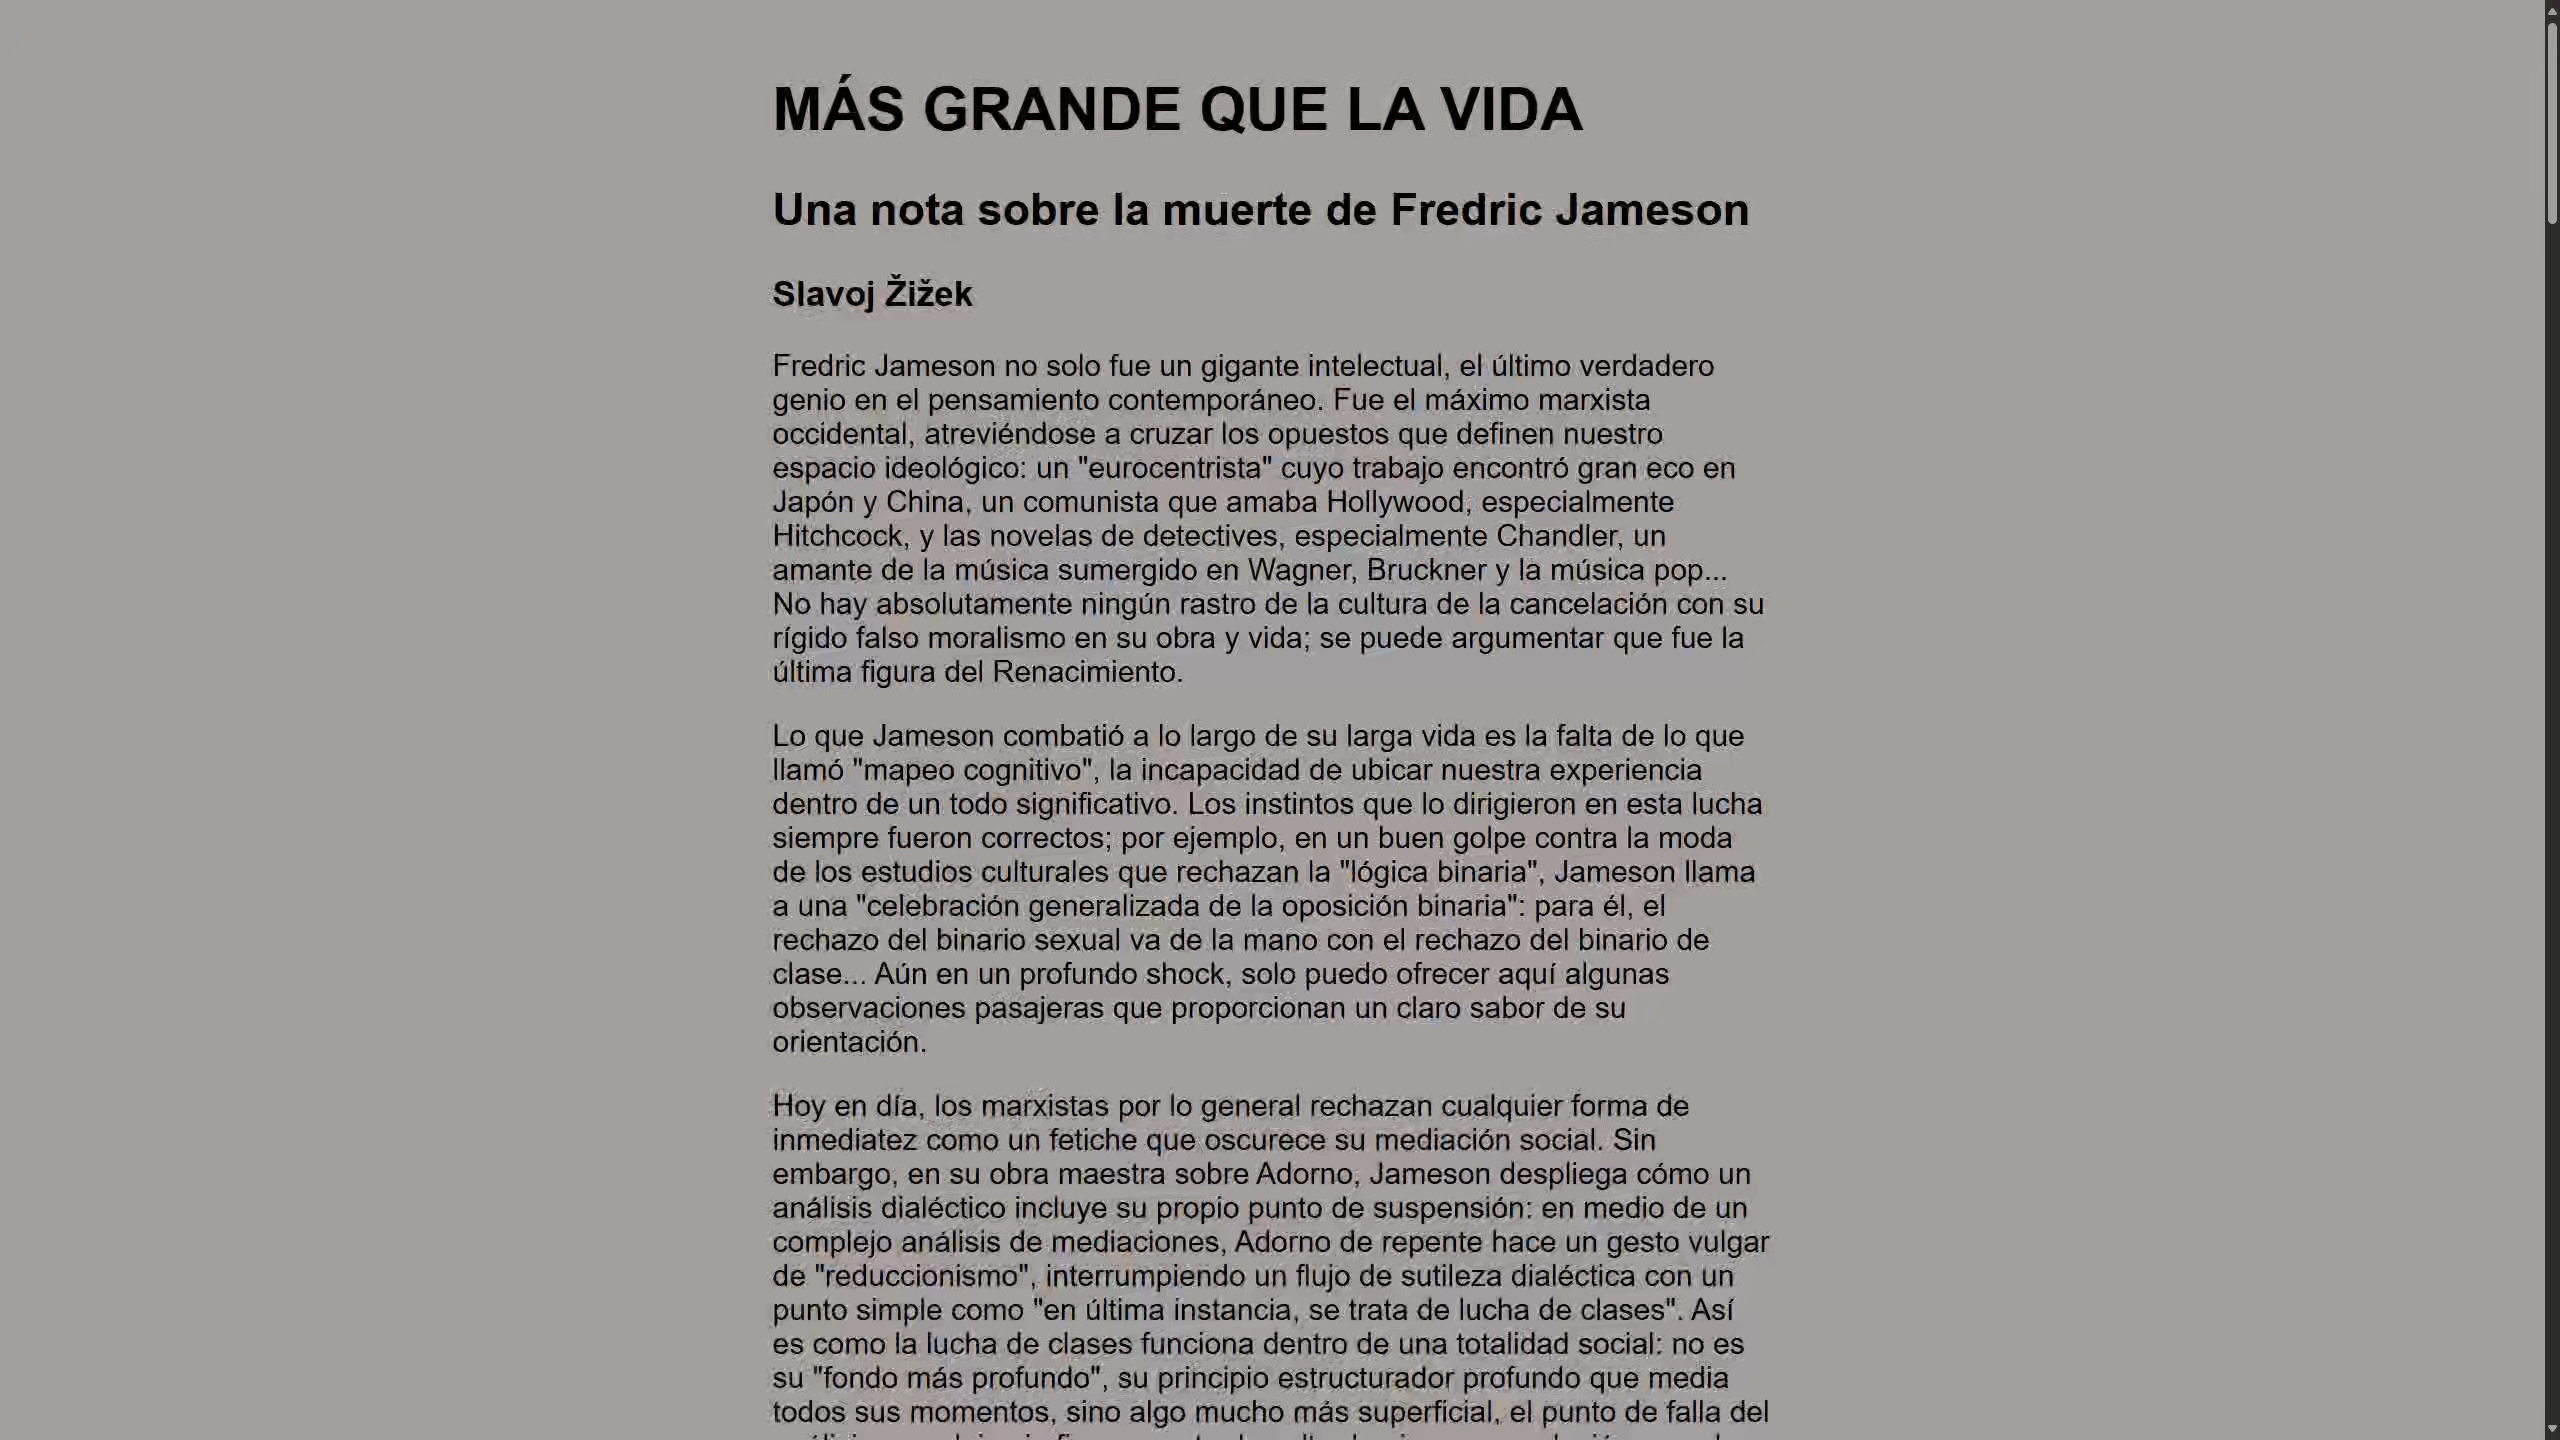 MÁS GRANDE QUE LA VIDA
Una nota sobre la muerte de Fredric Jameson
Slavoj Žižek
Fredric Jameson no solo fue un gigante intelectual, el último verdadero
genio en el pensamiento contemporáneo. Fue el máximo marxista
occidental, atreviéndose a cruzar los opuestos que definen nuestro
espacio ideológico: un "eurocentrista" cuyo trabajo encontró gran eco en
Japón y China, un comunista que amaba Hollywood, especialmente
Hitchcock, y las novelas de detectives, especialmente Chandler, un
amante de la música sumergido en Wagner, Bruckner y la música pop...
No hay absolutamente ningún rastro de la cultura de la cancelación con su
rígido falso moralismo en su obra y vida; se puede argumentar que fue la
última figura del Renacimiento.
Lo que Jameson combatió a lo largo de su larga vida es la falta de lo que
llamó "mapeo cognitivo", la incapacidad de ubicar nuestra experiencia
dentro de un todo significativo. Los instintos que lo dirigieron en esta lucha
siempre fueron correctos; por ejemplo, en un buen golpe contra la moda
de los estudios culturales que rechazan la "lógica binaria", Jameson llama
a una "celebración generalizada de la oposición binaria": para él, el
rechazo del binario sexual va de la mano con el rechazo del binario de
clase... Aún en un profundo shock, solo puedo ofrecer aquí algunas
observaciones pasajeras que proporcionan un claro sabor de su
orientación.
Hoy en día, los marxistas por lo general rechazan cualquier forma de
inmediatez como un fetiche que oscurece su mediación social. Sin
embargo, en su obra maestra sobre Adorno, Jameson despliega cómo un
análisis dialéctico incluye su propio punto de suspensión: en medio de un
complejo análisis de mediaciones, Adorno de repente hace un gesto vulgar
de "reduccionismo", interrumpiendo un flujo de sutileza dialéctica con un
punto simple como "en última instancia, se trata de lucha de clases". Así
es como la lucha de clases funciona dentro de una totalidad social: no es
su "fondo más profundo", su principio estructurador profundo que media
todos sus momentos, sino algo mucho más superficial, el punto de falla del